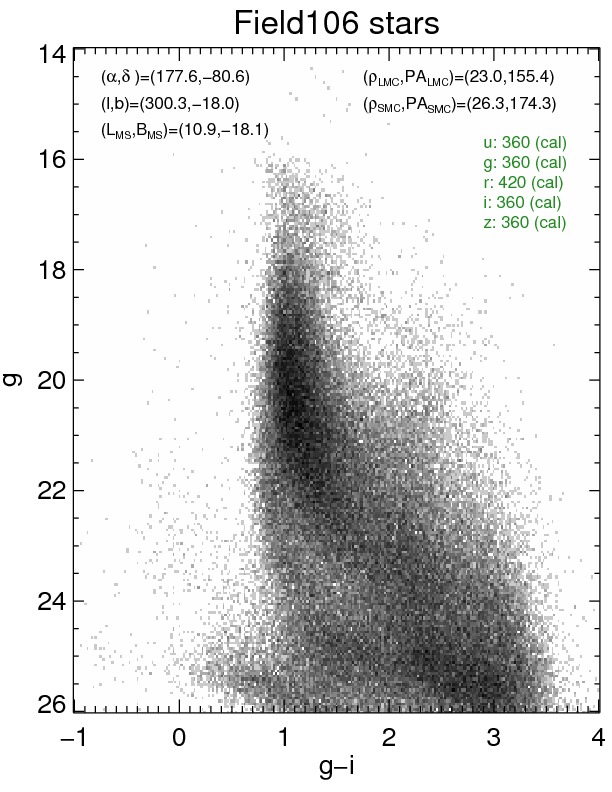 Field106 stars
(α,δ )=(177.6,−80.6)
(ρLMC,PALMC)=(23.0,155.4)
(l,b)=(300.3,−18.0)
(ρSMC,PASMC)=(26.3,174.3)
(LMS,BMS)=(10.9,−18.1)
u: 360 (cal)
g: 360 (cal)
r: 420 (cal)
i: 360 (cal)
z: 360 (cal)
14
16
18
20
22
24
26
g
−1 0 1 2 3 4
g−i